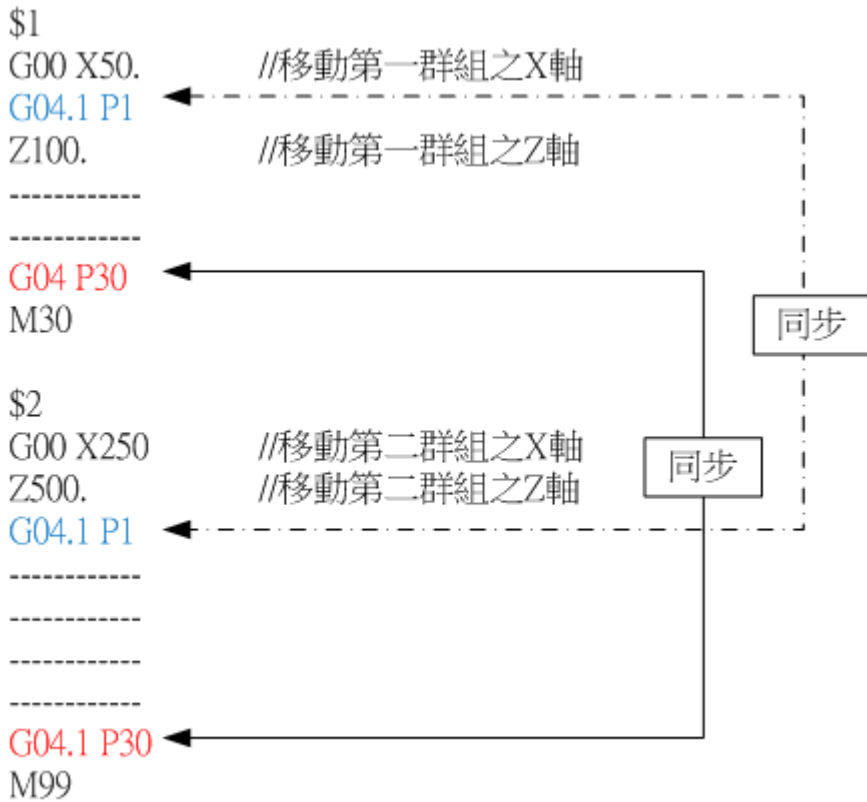 $1
G00 X50. //移動第一群組之X軸
G04.1 P1
Z100. //移動第一群組之Z軸
------------
------------
G04 P30
M30
同步
$2
G00 X250 //移動第二群組之X軸
Z500. //移動第二群組之Z軸
同步
G04.1 P1
------------
------------
------------
------------
G04.1 P30
M99